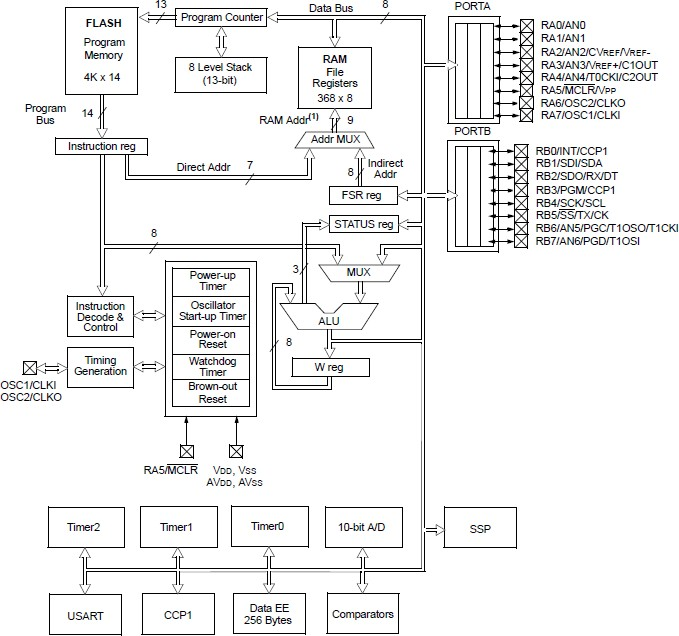 13
Data Bus
8
PORTA
FLASH
Program
Memory
4K x 14
Program Counter
8 Level Stack
(13-bit)
RAM
File
Registers
368 x 8
RA0/AN0
RA1/AN1
RA2/AN2/CVREF/VREF-
RA3/AN3/VREF+/C1OUT
RA4/AN4/T0CKI/C2OUT
RA5/MCLR/VPP
RA6/OSC2/CLKO
RA7/OSC1/CLKI
Program
Bus
14
RAM Addr(1)
9
PORTB
Instruction reg
Addr MUX
Direct Addr
7
8
Indirect
Addr
FSR reg
STATUS reg
RB0/INT/CCP1
RB1/SDI/SDA
RB2/SDO/RX/DT
RB3/PGM/CCP1
RB4/SCK/SCL
RB5/SS/TX/CK
RB6/AN5/PGC/T1OSO/T1CKI
RB7/AN6/PGD/T1OSI
8
3
MUX
Power-up
Timer
Oscillator
Start-up Timer
Power-on
Reset
Watchdog
Timer
Brown-out
Reset
Instruction
Decode &
Control
ALU
8
Timing
Generation
W reg
OSC1/CLKI
OSC2/CLKO
RA5/MCLR
VDD, VSS
AVDD, AVSS
Timer2
Timer1
Timer0
10-bit A/D
SSP
USART
CCP1
Data EE
256 Bytes
Comparators